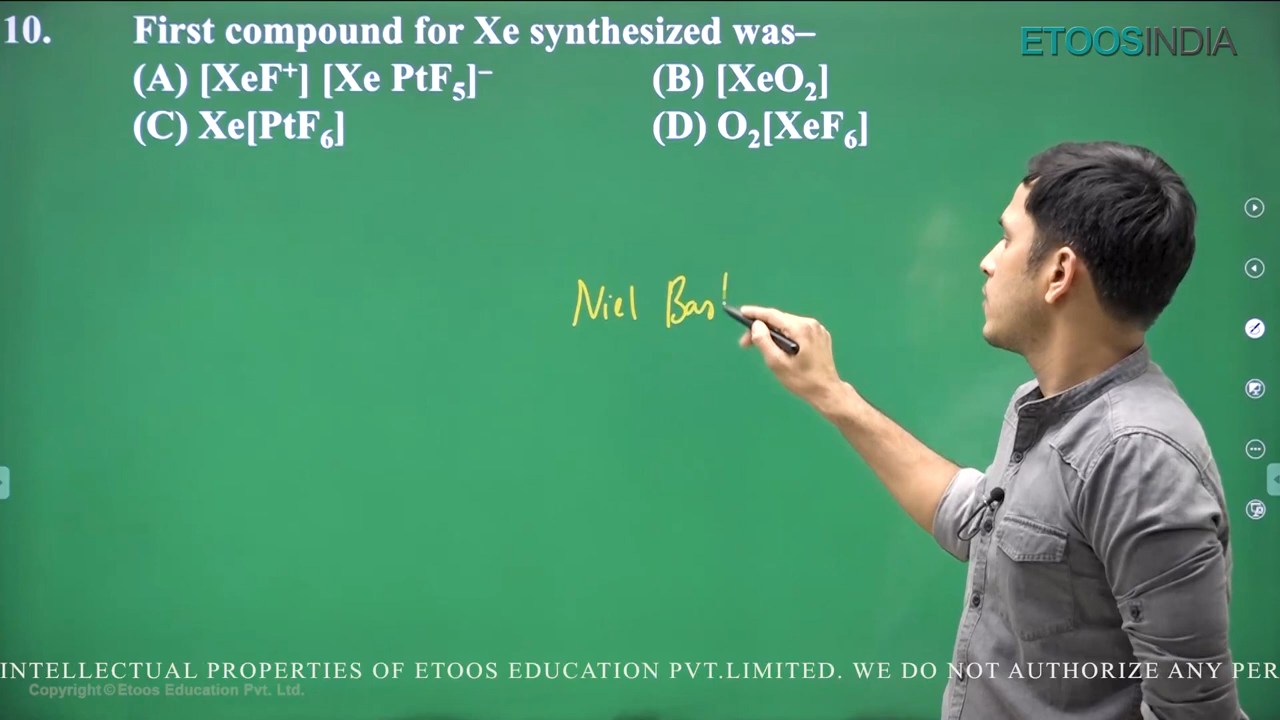 10. First compound for Xe synthesized was–
ETOOSINDIA
(A) [XeF⁺] [Xe PtF₅]⁻ (B) [XeO₂]
(C) Xe[PtF₆] (D) O₂[XeF₆]
Niel Bas
INTELLECTUAL PROPERTIES OF ETOOS EDUCATION PVT.LIMITED. WE DO NOT AUTHORIZE ANY PER
Copyright © Etoos Education Pvt. Ltd.